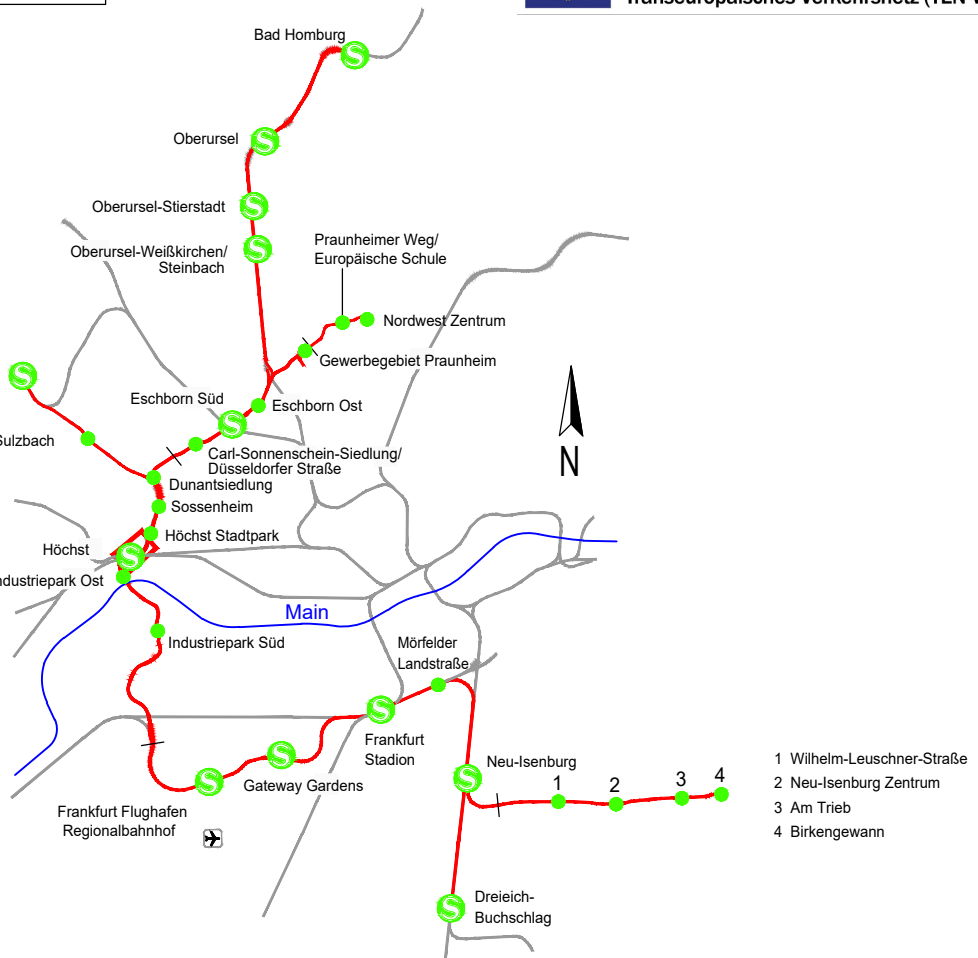 Bad Homburg
Oberursel
Oberursel-Stierstadt
Oberursel-Weißkirchen/
Steinbach
Praunheimer Weg/
Europäische Schule
Nordwest Zentrum
Gewerbegebiet Praunheim
Eschborn Süd
Eschborn Ost
Sulzbach
Carl-Sonnenschein-Siedlung/
Düsseldorfer Straße
Dunantsiedlung
Sossenheim
Höchst Stadtpark
Höchst
ndustriepark Ost
N
Main
Industriepark Süd
Mörfelder
Landstraße
Frankfurt
Stadion
Gateway Gardens
Frankfurt Flughafen
Regionalbahnhof
Neu-Isenburg
1
2
3
4
Dreieich-
Buchschlag
1 Wilhelm-Leuschner-Straße
2 Neu-Isenburg Zentrum
3 Am Trieb
4 Birkengewann
S
S
S
S
S
S
S
S
S
S
S
S